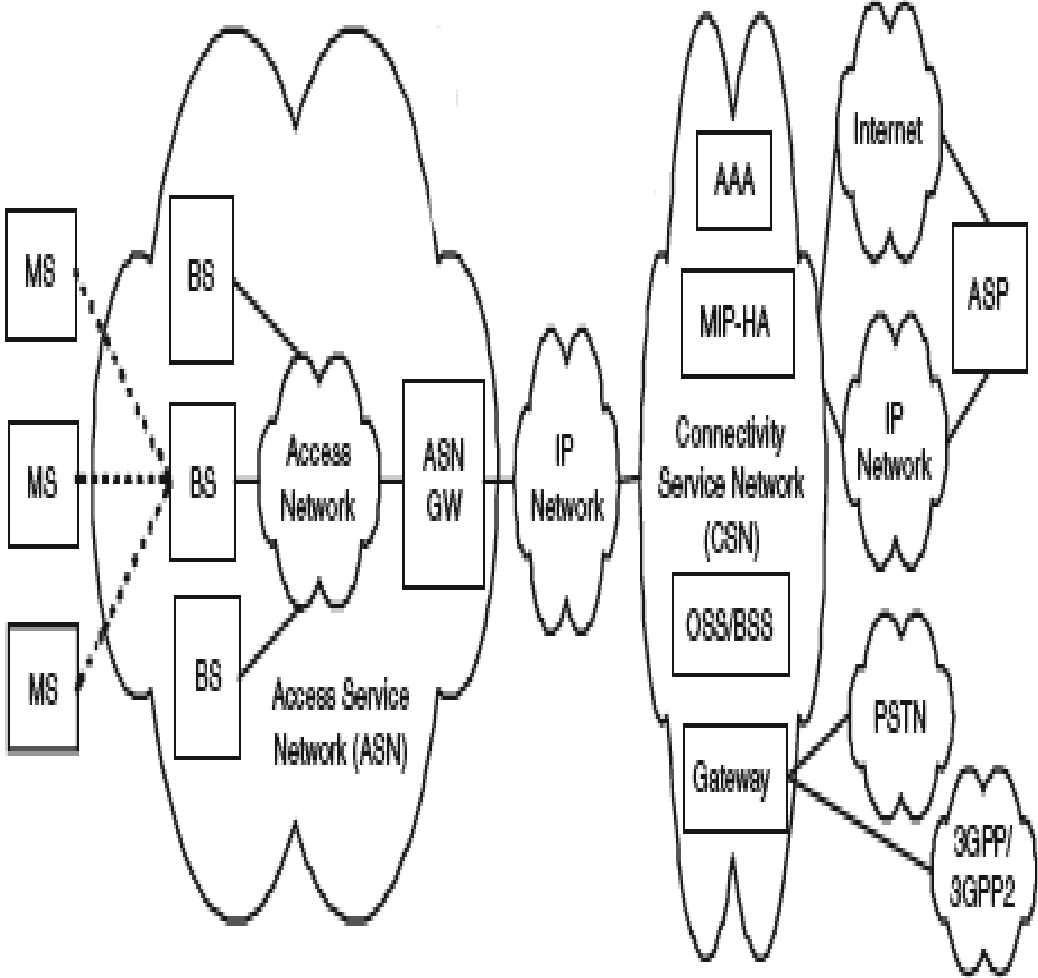 MS
MS
MS
BS
BS
BS
Access
Network
ASN
GW
Access Service
Network (ASN)
IP
Network
AAA
MIP-HA
Connectivity
Service Network
(CSN)
OSS/BSS
Gateway
Internet
ASP
IP
Network
PSTN
3GPP/
3GPP2